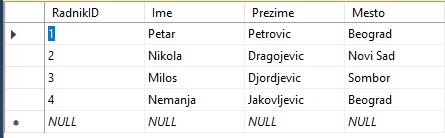 RadnikID Ime Prezime Mesto
1 Petar Petrovic Beograd
2 Nikola Dragojevic Novi Sad
3 Milos Djordjevic Sombor
4 Nemanja Jakovljevic Beograd
NULL NULL NULL NULL